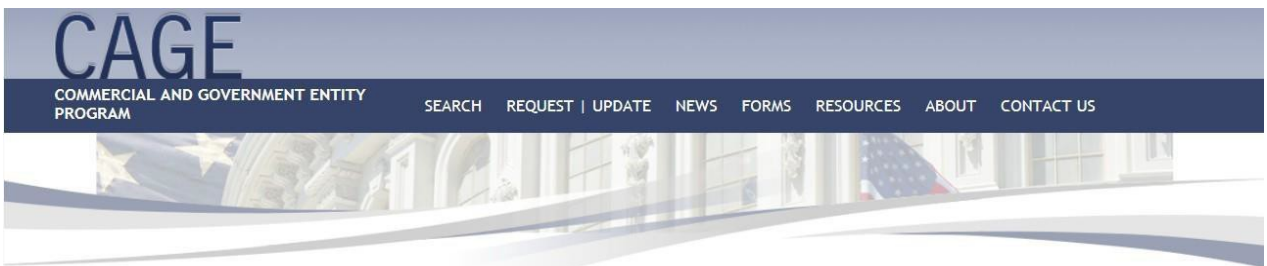 CAGE
COMMERCIAL AND GOVERNMENT ENTITY
PROGRAM
SEARCH REQUEST | UPDATE NEWS FORMS RESOURCES ABOUT CONTACT US